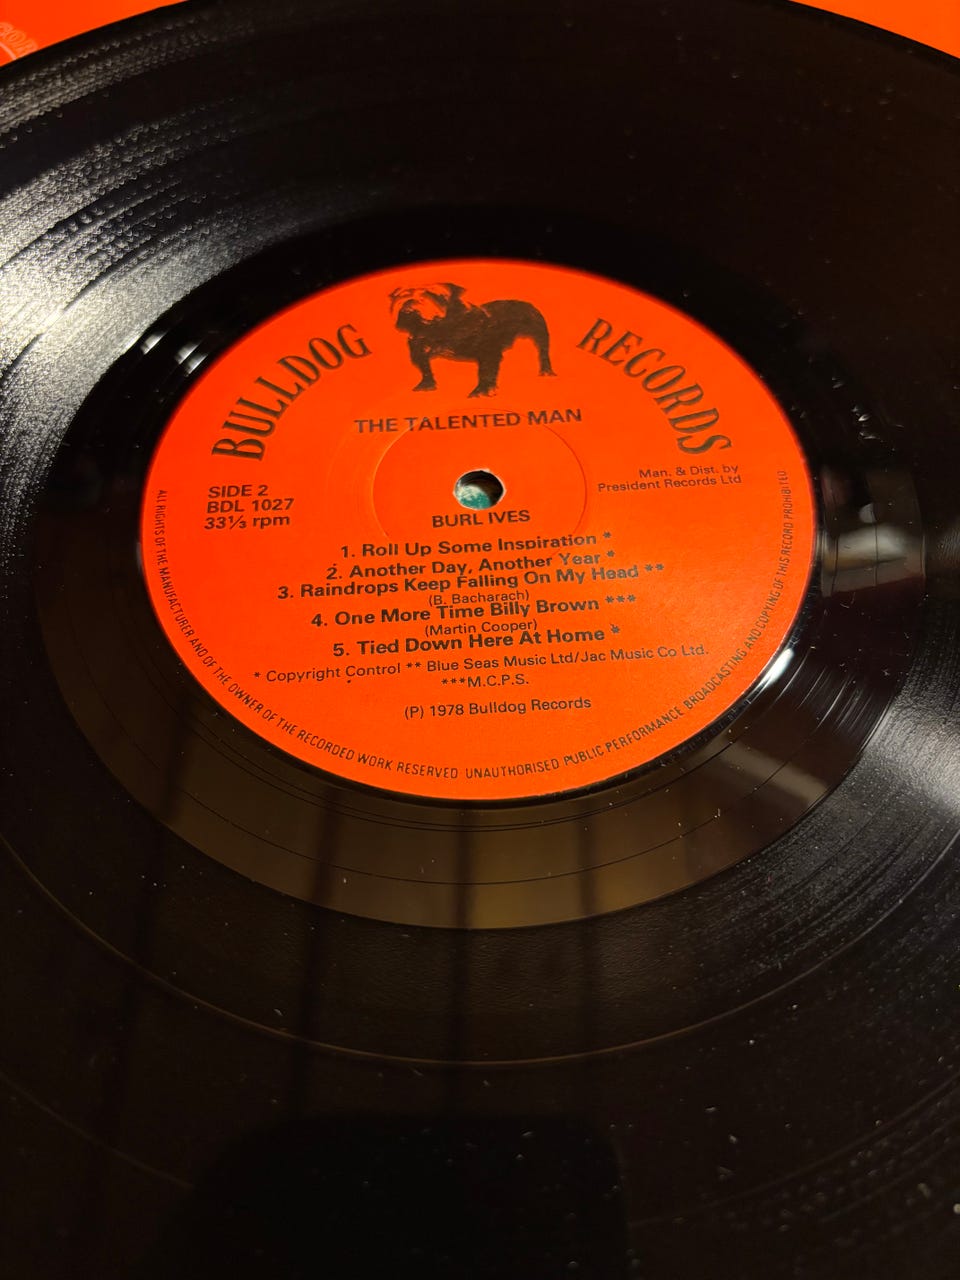 BULLDOG RECORDS
THE TALENTED MAN
SIDE 2
BDL 1027
33⅓ rpm
Man. & Dist. by
President Records Ltd
BURL IVES
1. Roll Up Some Inspiration *
2. Another Day, Another Year *
3. Raindrops Keep Falling On My Head **
(B. Bacharach)
4. One More Time Billy Brown ***
(Martin Cooper)
5. Tied Down Here At Home *
* Copyright Control ** Blue Seas Music Ltd/Jac Music Co Ltd.
***M.C.P.S.
(P) 1978 Bulldog Records
ALL RIGHTS OF THE MANUFACTURER AND OF THE OWNER OF THE RECORDED WORK RESERVED UNAUTHORISED PUBLIC PERFORMANCE BROADCASTING AND COPYING OF THIS RECORD PROHIBITED